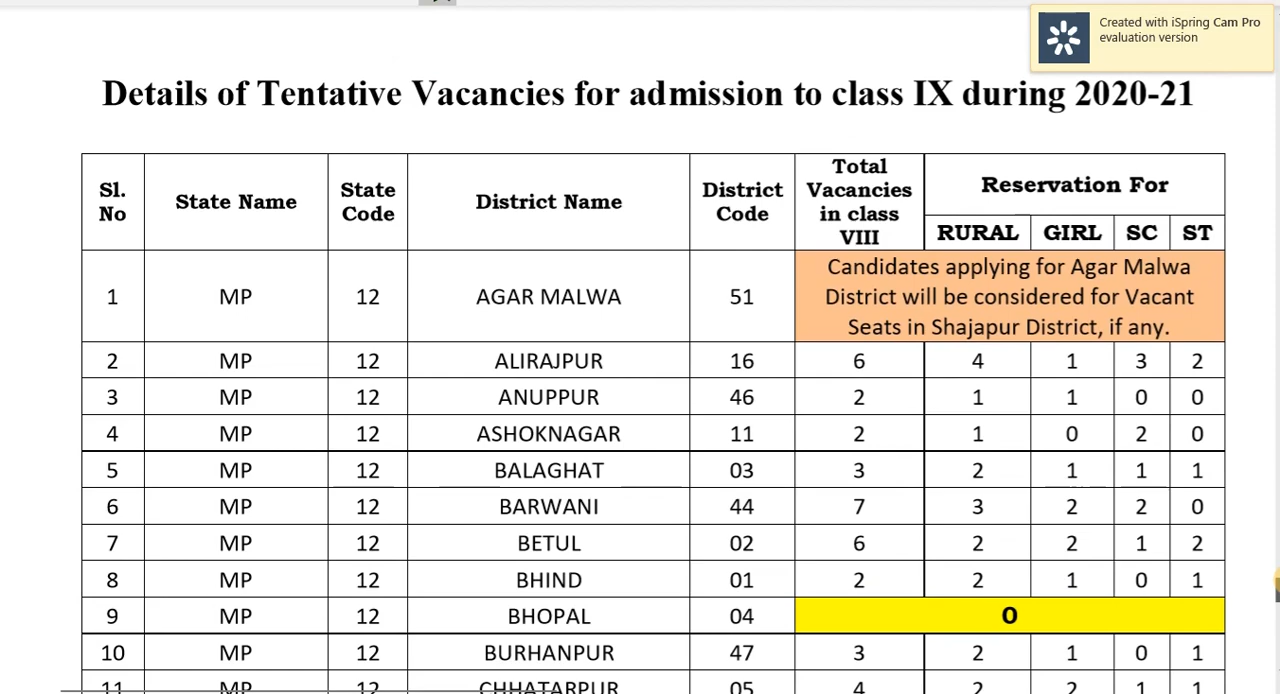 Created with iSpring Cam Pro
evaluation version
Details of Tentative Vacancies for admission to class IX during 2020-21
Sl. No State Name State Code District Name District Code Total Vacancies in class VIII Reservation For
RURAL GIRL SC ST
1 MP 12 AGAR MALWA 51 Candidates applying for Agar Malwa
District will be considered for Vacant
Seats in Shajapur District, if any.
2 MP 12 ALIRAJPUR 16 6 4 1 3 2
3 MP 12 ANUPPUR 46 2 1 1 0 0
4 MP 12 ASHOKNAGAR 11 2 1 0 2 0
5 MP 12 BALAGHAT 03 3 2 1 1 1
6 MP 12 BARWANI 44 7 3 2 2 0
7 MP 12 BETUL 02 6 2 2 1 2
8 MP 12 BHIND 01 2 2 1 0 1
9 MP 12 BHOPAL 04 0
10 MP 12 BURHANPUR 47 3 2 1 0 1
11 MP 12 CHHATARPUR 05 4 2 2 1 1